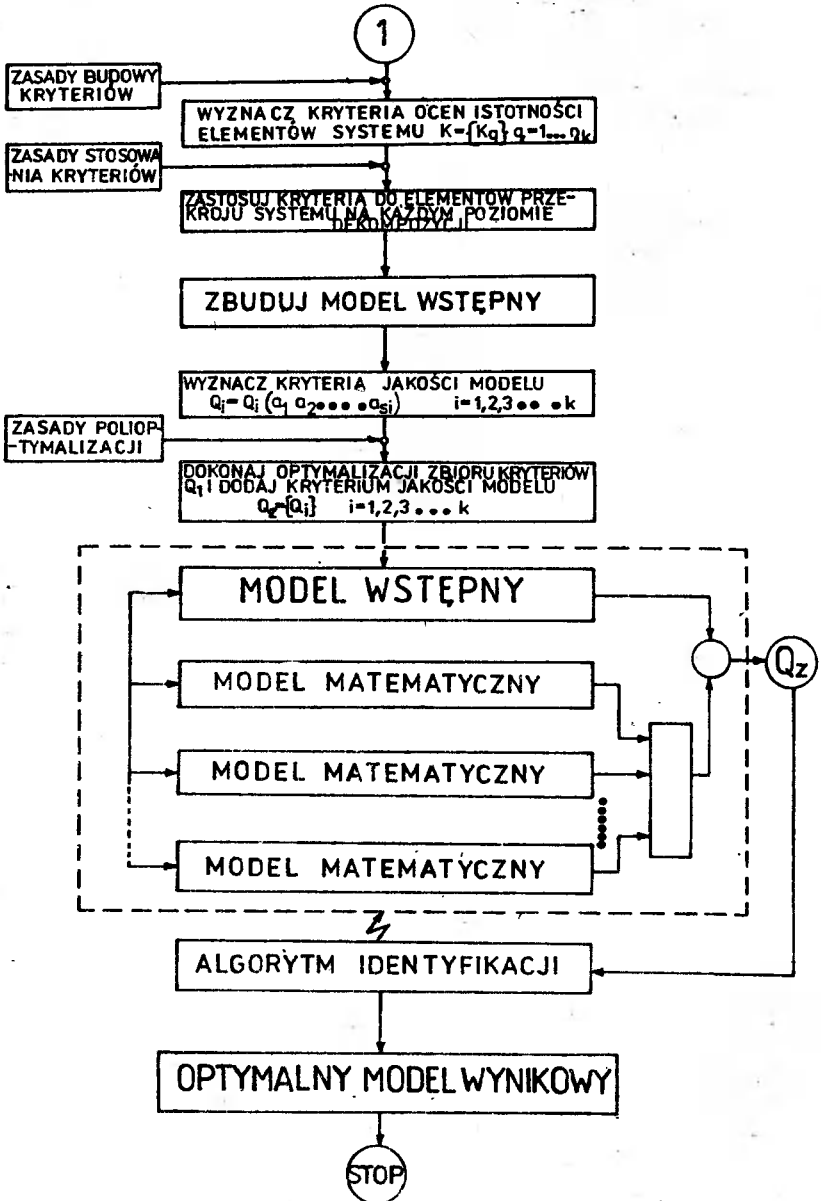 1
ZASADY BUDOWY
KRYTERIÓW
WYZNACZ KRYTERIA OCEN ISTOTNOŚCI
ELEMENTÓW SYSTEMU K={Kq} q=1...nk
ZASADY STOSOWA
NIA KRYTERIÓW
ZASTOSUJ KRYTERIA DO ELEMENTÓW PRZE-
KROJU SYSTEMU NA KAŻDYM POZIOMIE
DEKOMPOZYCJI
ZBUDUJ MODEL WSTĘPNY
WYZNACZ KRYTERIA JAKOŚCI MODELU
Qi=Qi (a1 a2.....asi) i=1,2,3...k
ZASADY POLIOP-
-TYMALIZACJI
DOKONAJ OPTYMALIZACJI ZBIORU KRYTERIÓW
Q1 I DODAJ KRYTERIUM JAKOŚCI MODELU
Qz={Qi} i=1,2,3...k
MODEL WSTĘPNY
Qz
MODEL MATEMATYCZNY
MODEL MATEMATYCZNY
MODEL MATEMATYCZNY
ALGORYTM IDENTYFIKACJI
OPTYMALNY MODEL WYNIKOWY
STOP